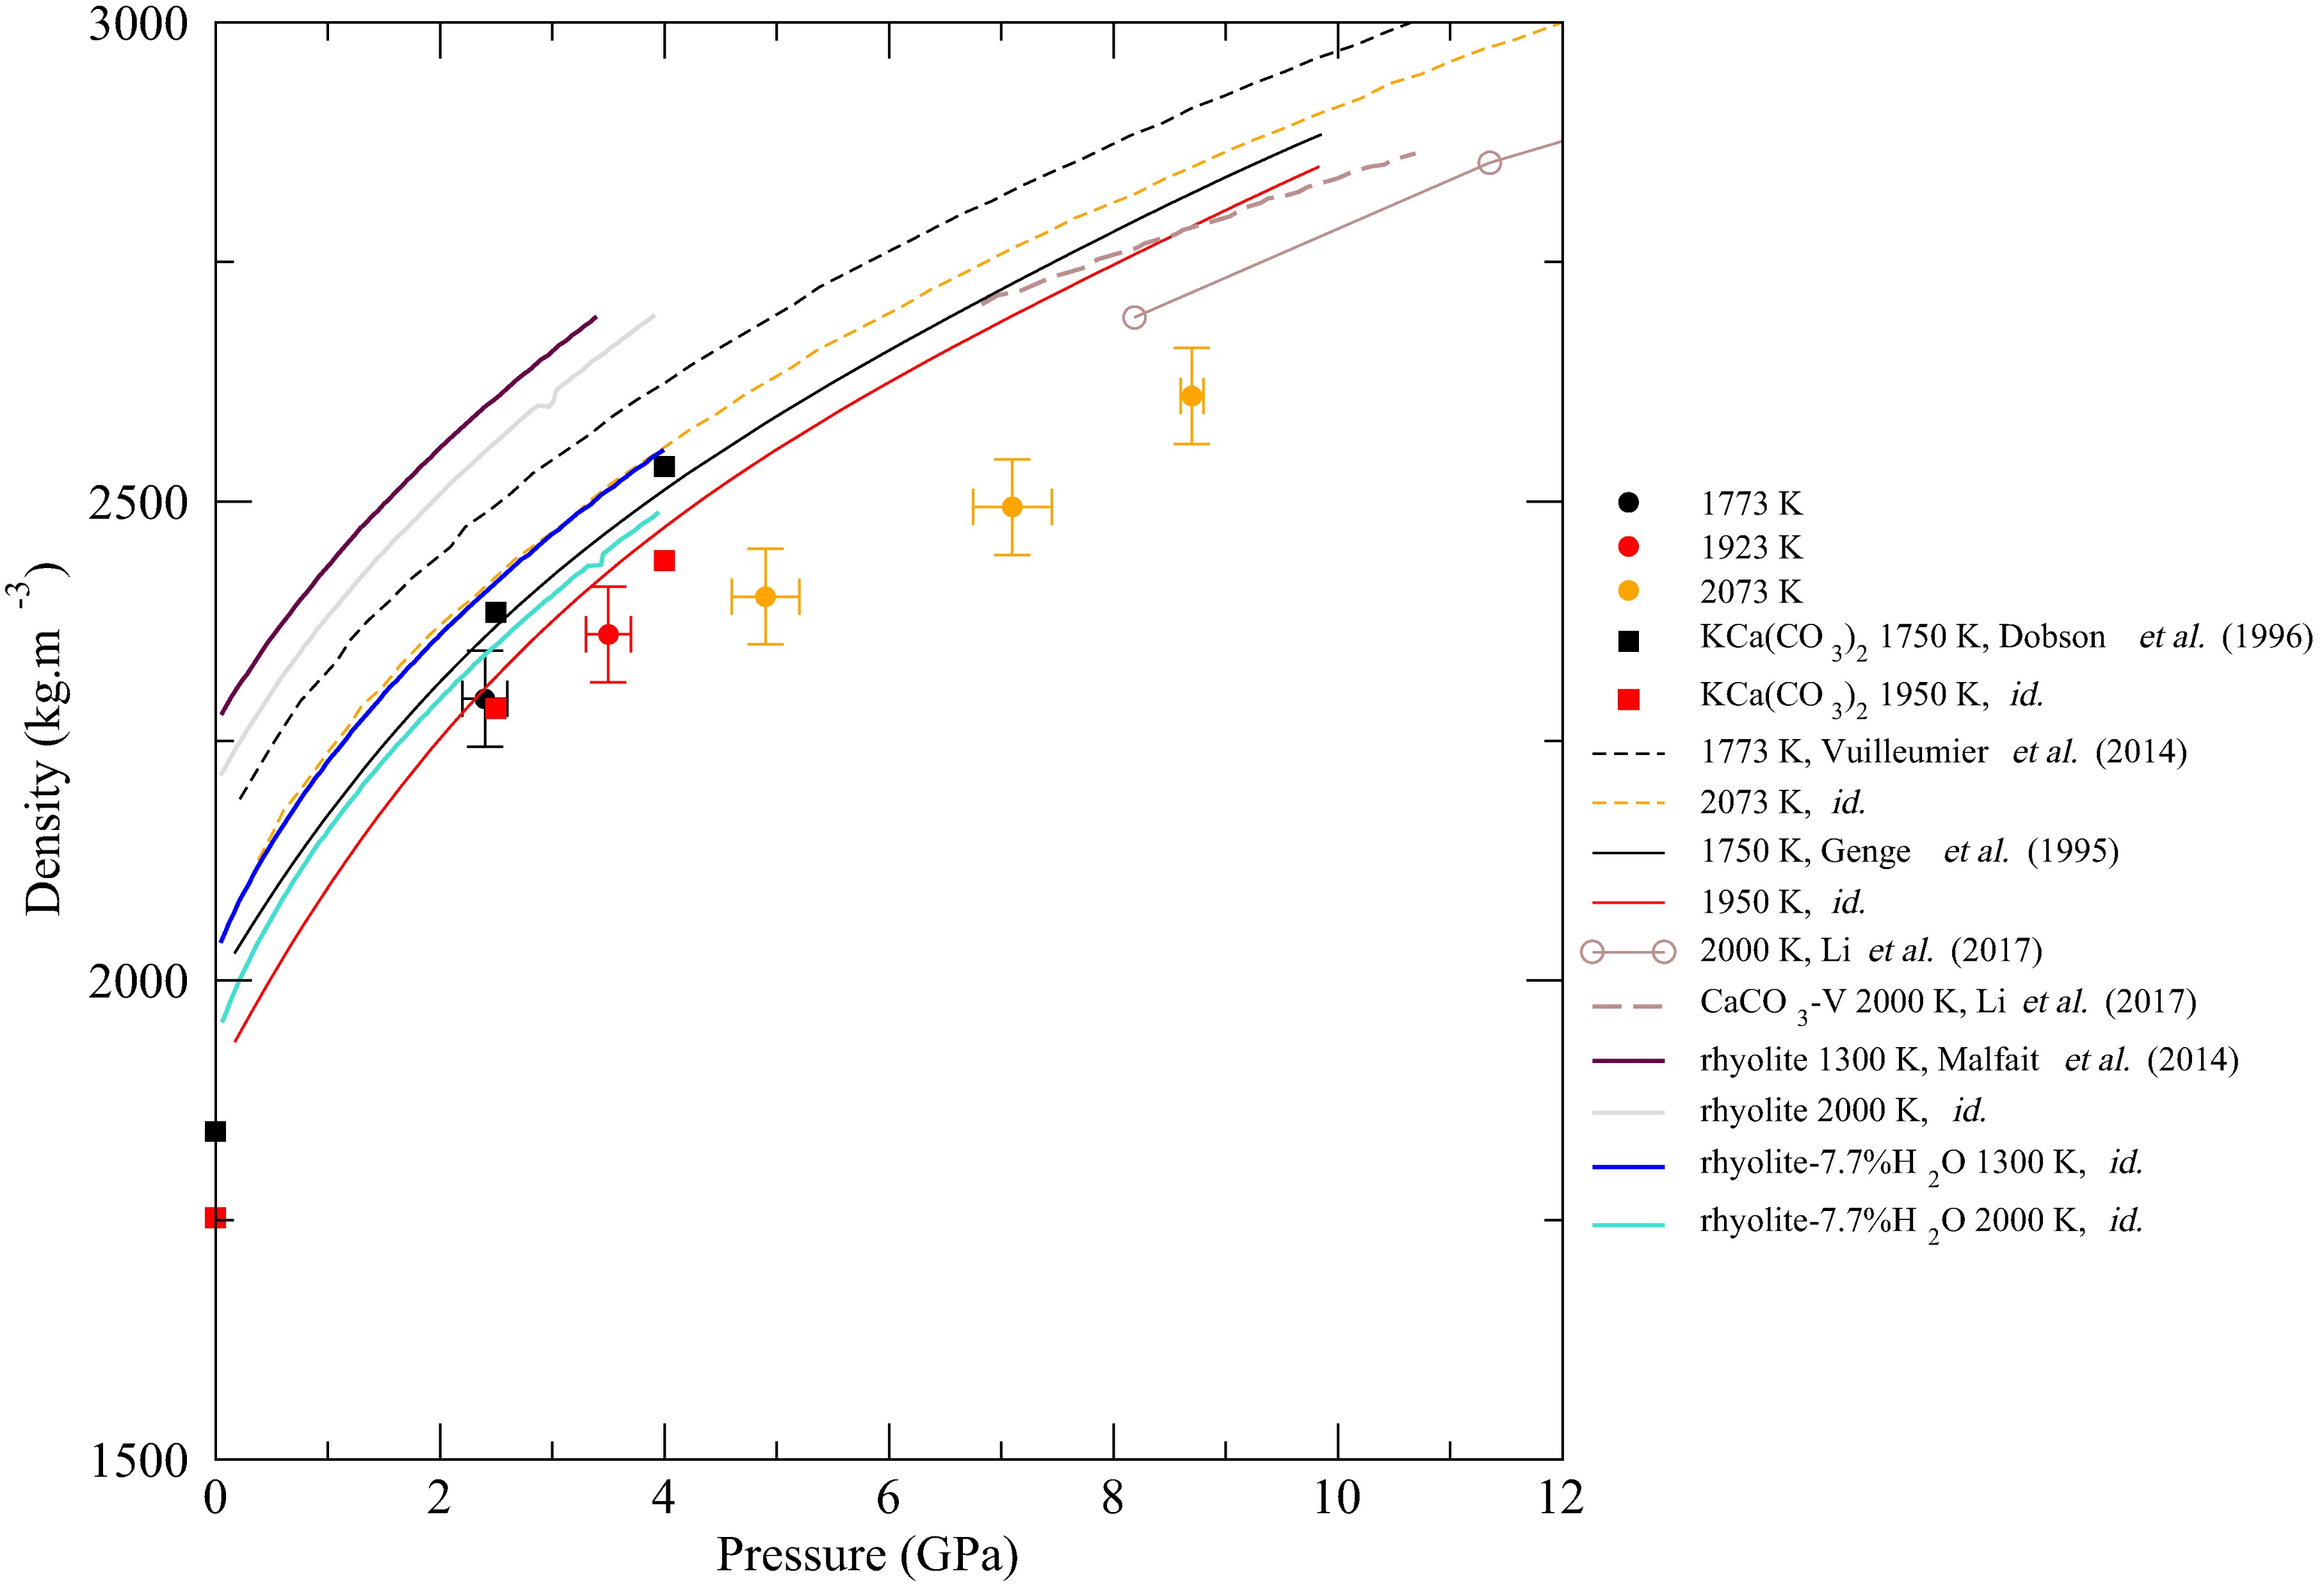 3000
2500
2000
1500
0 2 4 6 8 10 12
Pressure (GPa)
Density (kg.m -3)
1773 K
1923 K
2073 K
KCa(CO 3)2 1750 K, Dobson et al. (1996)
KCa(CO 3)2 1950 K, id.
1773 K, Vuilleumier et al. (2014)
2073 K, id.
1750 K, Genge et al. (1995)
1950 K, id.
2000 K, Li et al. (2017)
CaCO 3-V 2000 K, Li et al. (2017)
rhyolite 1300 K, Malfait et al. (2014)
rhyolite 2000 K, id.
rhyolite-7.7%H 2O 1300 K, id.
rhyolite-7.7%H 2O 2000 K, id.